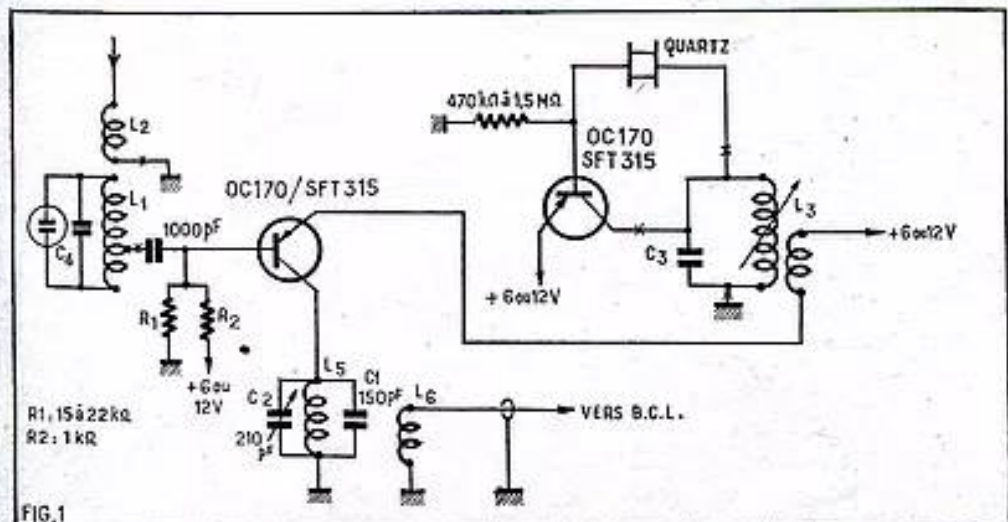 QUARTZ
470kΩ à 1,5 MΩ
OC170
SFT 315
L2
L1
C4
1000pF
OC170/SFT315
R1
R2
+6ou
12V
+6ou12V
C3
L3
+6ou12V
L5
C2
210
pF
C1
150pF
L6
VERS B.C.L.
R1.15à22kΩ
R2: 1kΩ
FIG.1